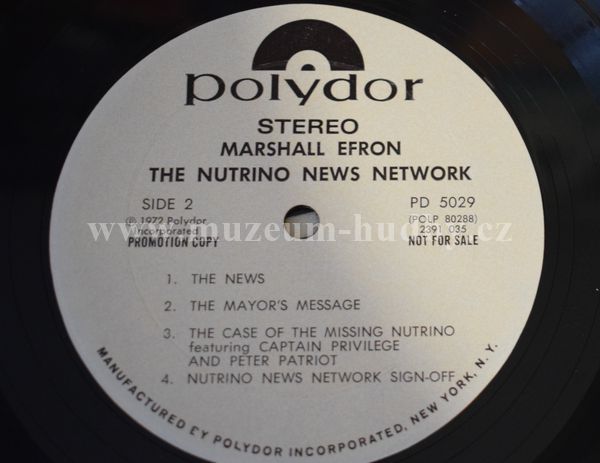 polydor
STEREO
MARSHALL EFRON
THE NUTRINO NEWS NETWORK
SIDE 2
PD 5029
℗ 1972 Polydor
Incorporated
PROMOTION COPY
(POLP 80288)
2391 035
NOT FOR SALE
www.muzeum-hudby.cz
1. THE NEWS
2. THE MAYOR'S MESSAGE
3. THE CASE OF THE MISSING NUTRINO
featuring CAPTAIN PRIVILEGE
AND PETER PATRIOT
4. NUTRINO NEWS NETWORK SIGN-OFF
MANUFACTURED BY POLYDOR INCORPORATED, NEW YORK, N. Y.